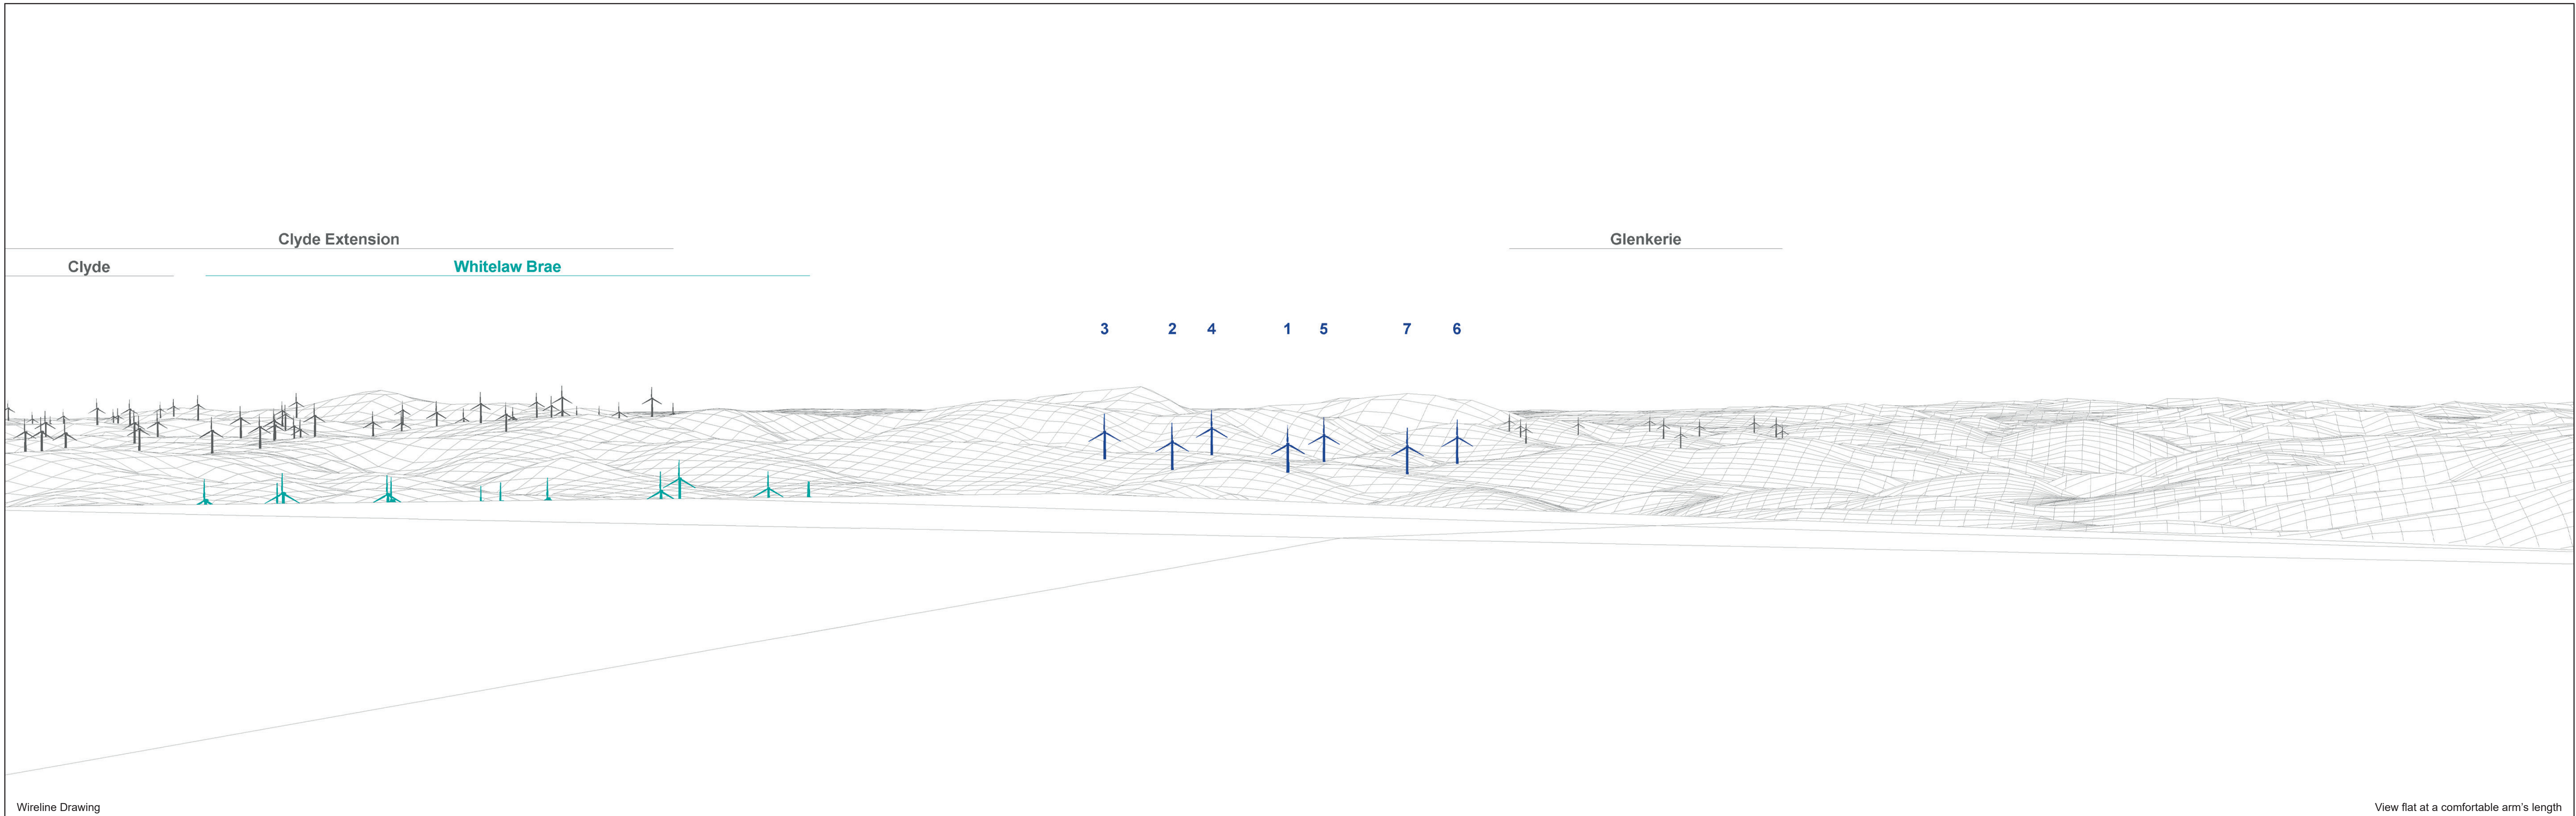 Clyde Extension
Glenkerie
Clyde
Whitelaw Brae
3 2 4 1 5 7 6
Wireline Drawing
View flat at a comfortable arm's length